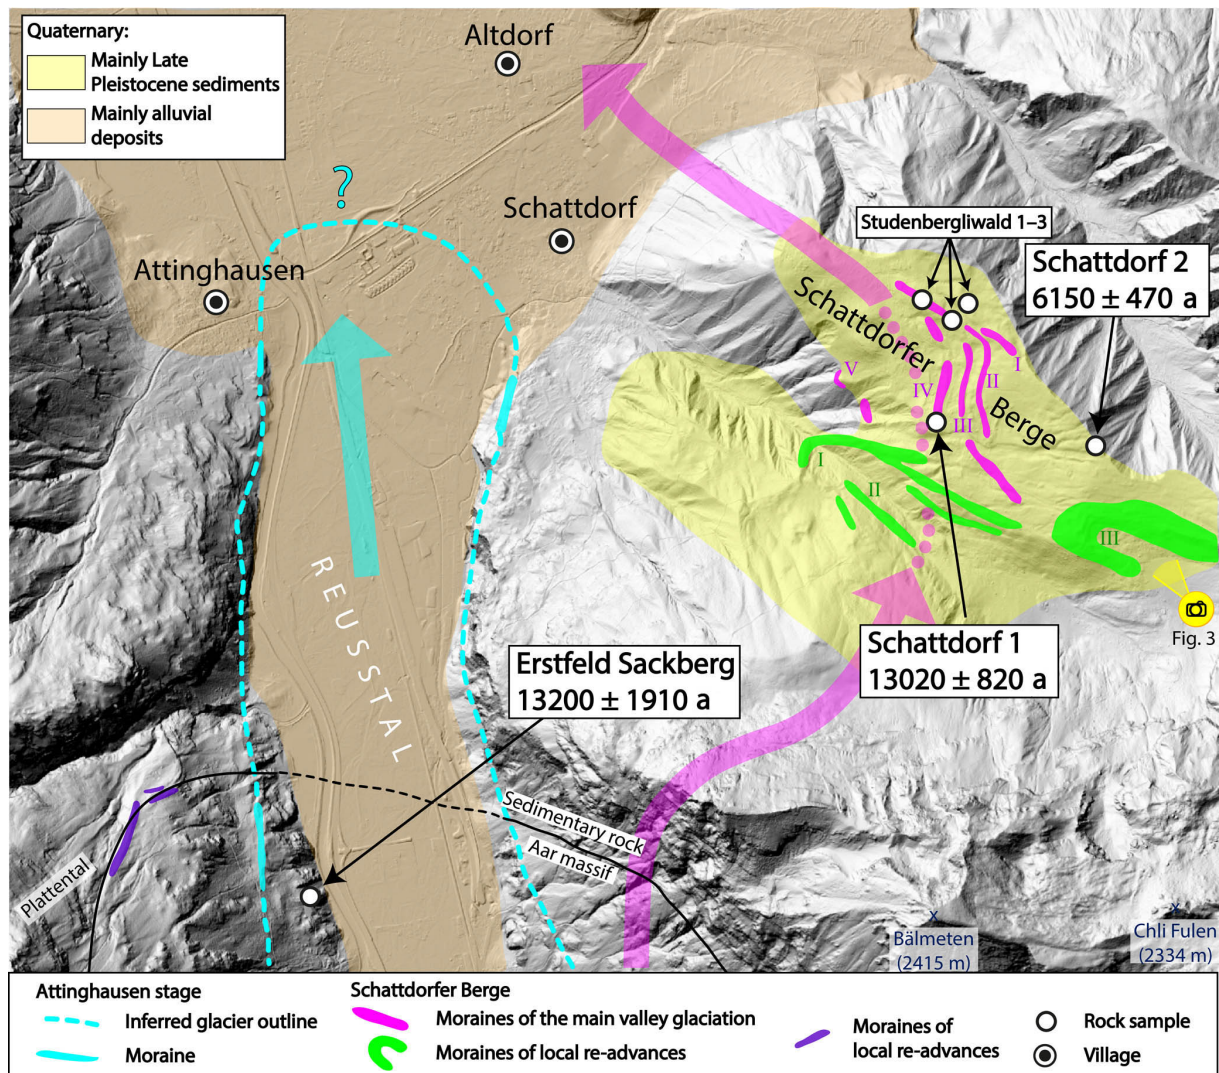 Quaternary:
Mainly Late
Pleistocene sediments
Mainly alluvial
deposits
Altdorf
?
Schattdorf
Attinghausen
Studenbergliwald 1–3
Schattdorf 2
6150 ± 470 a
Schattdorfer
Berge
I
II
III
IV
V
I
II
III
Fig. 3
REUSSTAL
Schattdorf 1
13020 ± 820 a
Erstfeld Sackberg
13200 ± 1910 a
Sedimentary rock
Aar massif
Plattental
x
Bälmeten
(2415 m)
x
Chli Fulen
(2334 m)
Attinghausen stage
Inferred glacier outline
Moraine
Schattdorfer Berge
Moraines of the main valley glaciation
Moraines of local re-advances
Moraines of
local re-advances
Rock sample
Village